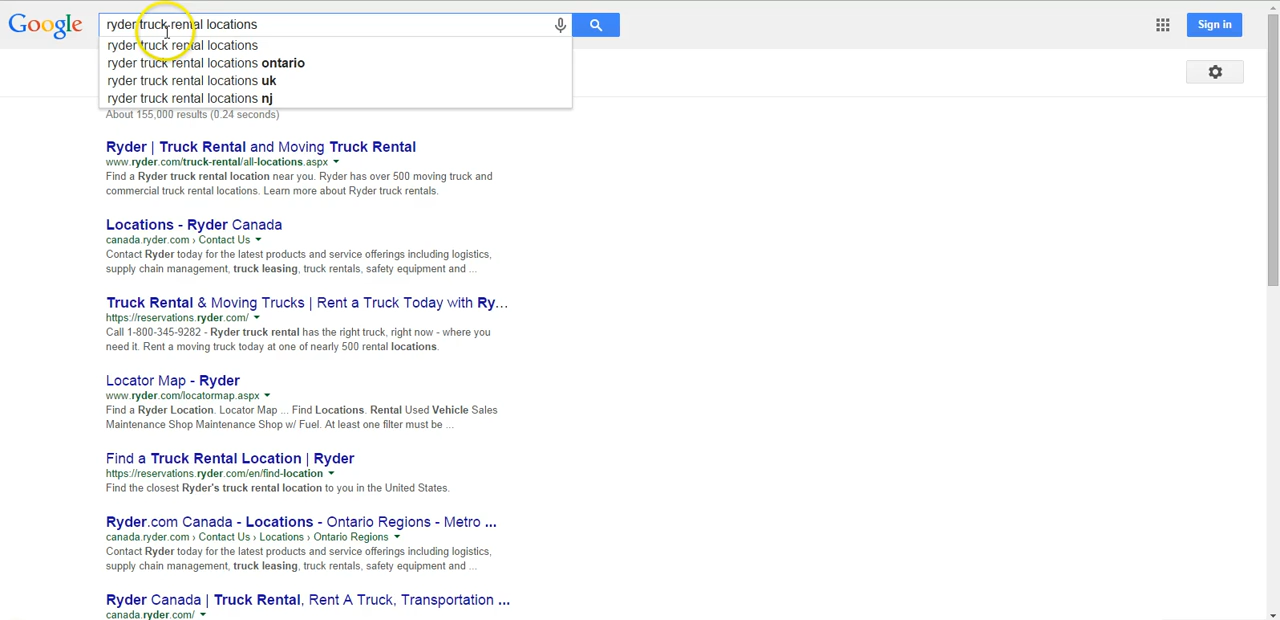 Google
ryder truck rental locations
Sign in
ryder truck rental locations
ryder truck rental locations ontario
ryder truck rental locations uk
ryder truck rental locations nj
About 155,000 results (0.24 seconds)
Ryder | Truck Rental and Moving Truck Rental
www.ryder.com/truck-rental/all-locations.aspx
Find a Ryder truck rental location near you. Ryder has over 500 moving truck and
commercial truck rental locations. Learn more about Ryder truck rentals.
Locations - Ryder Canada
canada.ryder.com › Contact Us
Contact Ryder today for the latest products and service offerings including logistics,
supply chain management, truck leasing, truck rentals, safety equipment and ...
Truck Rental & Moving Trucks | Rent a Truck Today with Ry...
https://reservations.ryder.com/
Call 1-800-345-9282 - Ryder truck rental has the right truck, right now - where you
need it. Rent a moving truck today at one of nearly 500 rental locations.
Locator Map - Ryder
www.ryder.com/locatormap.aspx
Find a Ryder Location. Locator Map ... Find Locations. Rental Used Vehicle Sales
Maintenance Shop Maintenance Shop w/ Fuel. At least one filter must be ...
Find a Truck Rental Location | Ryder
https://reservations.ryder.com/en/find-location
Find the closest Ryder's truck rental location to you in the United States.
Ryder.com Canada - Locations - Ontario Regions - Metro ...
canada.ryder.com › Contact Us › Locations › Ontario Regions
Contact Ryder today for the latest products and service offerings including logistics,
supply chain management, truck leasing, truck rentals, safety equipment and ...
Ryder Canada | Truck Rental, Rent A Truck, Transportation ...
canada.ryder.com/